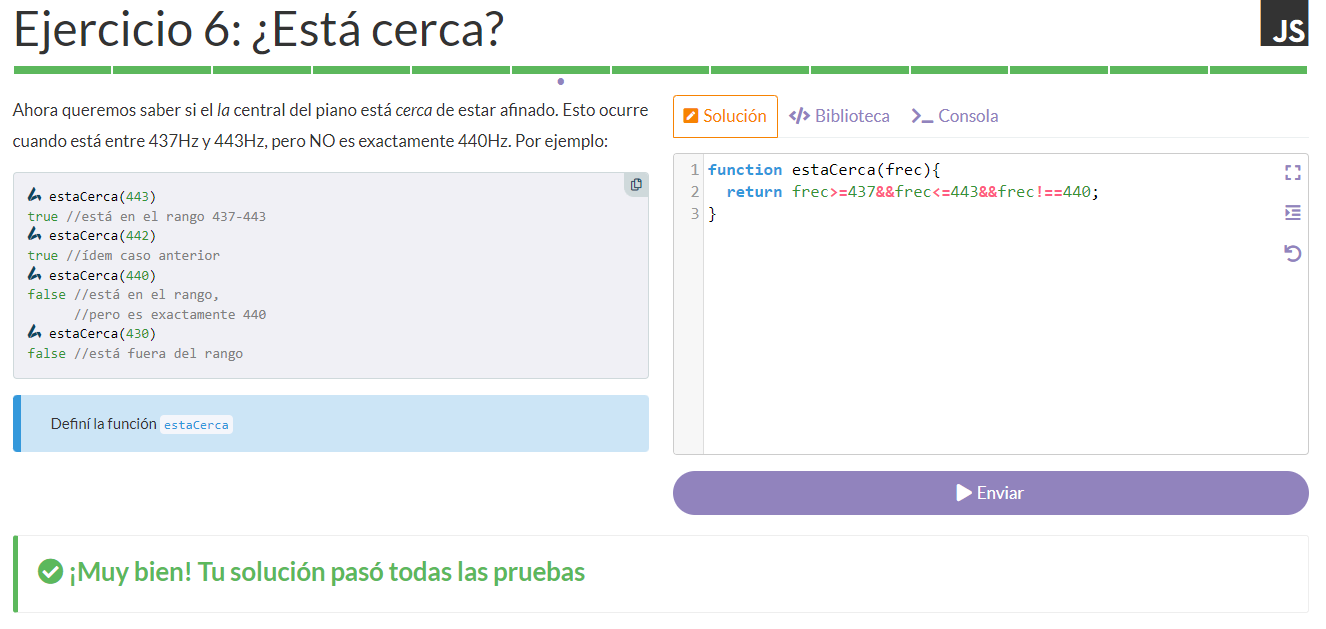 Ejercicio 6: ¿Está cerca?
JS
Ahora queremos saber si el la central del piano está cerca de estar afinado. Esto ocurre
cuando está entre 437Hz y 443Hz, pero NO es exactamente 440Hz. Por ejemplo:
estaCerca(443)
true //está en el rango 437-443
estaCerca(442)
true //ídem caso anterior
estaCerca(440)
false //está en el rango,
//pero es exactamente 440
estaCerca(430)
false //está fuera del rango
Definí la función estaCerca
Solución </> Biblioteca >_ Consola
1 function estaCerca(frec){
2 return frec>=437&&frec<=443&&frec!==440;
3 }
Enviar
¡Muy bien! Tu solución pasó todas las pruebas